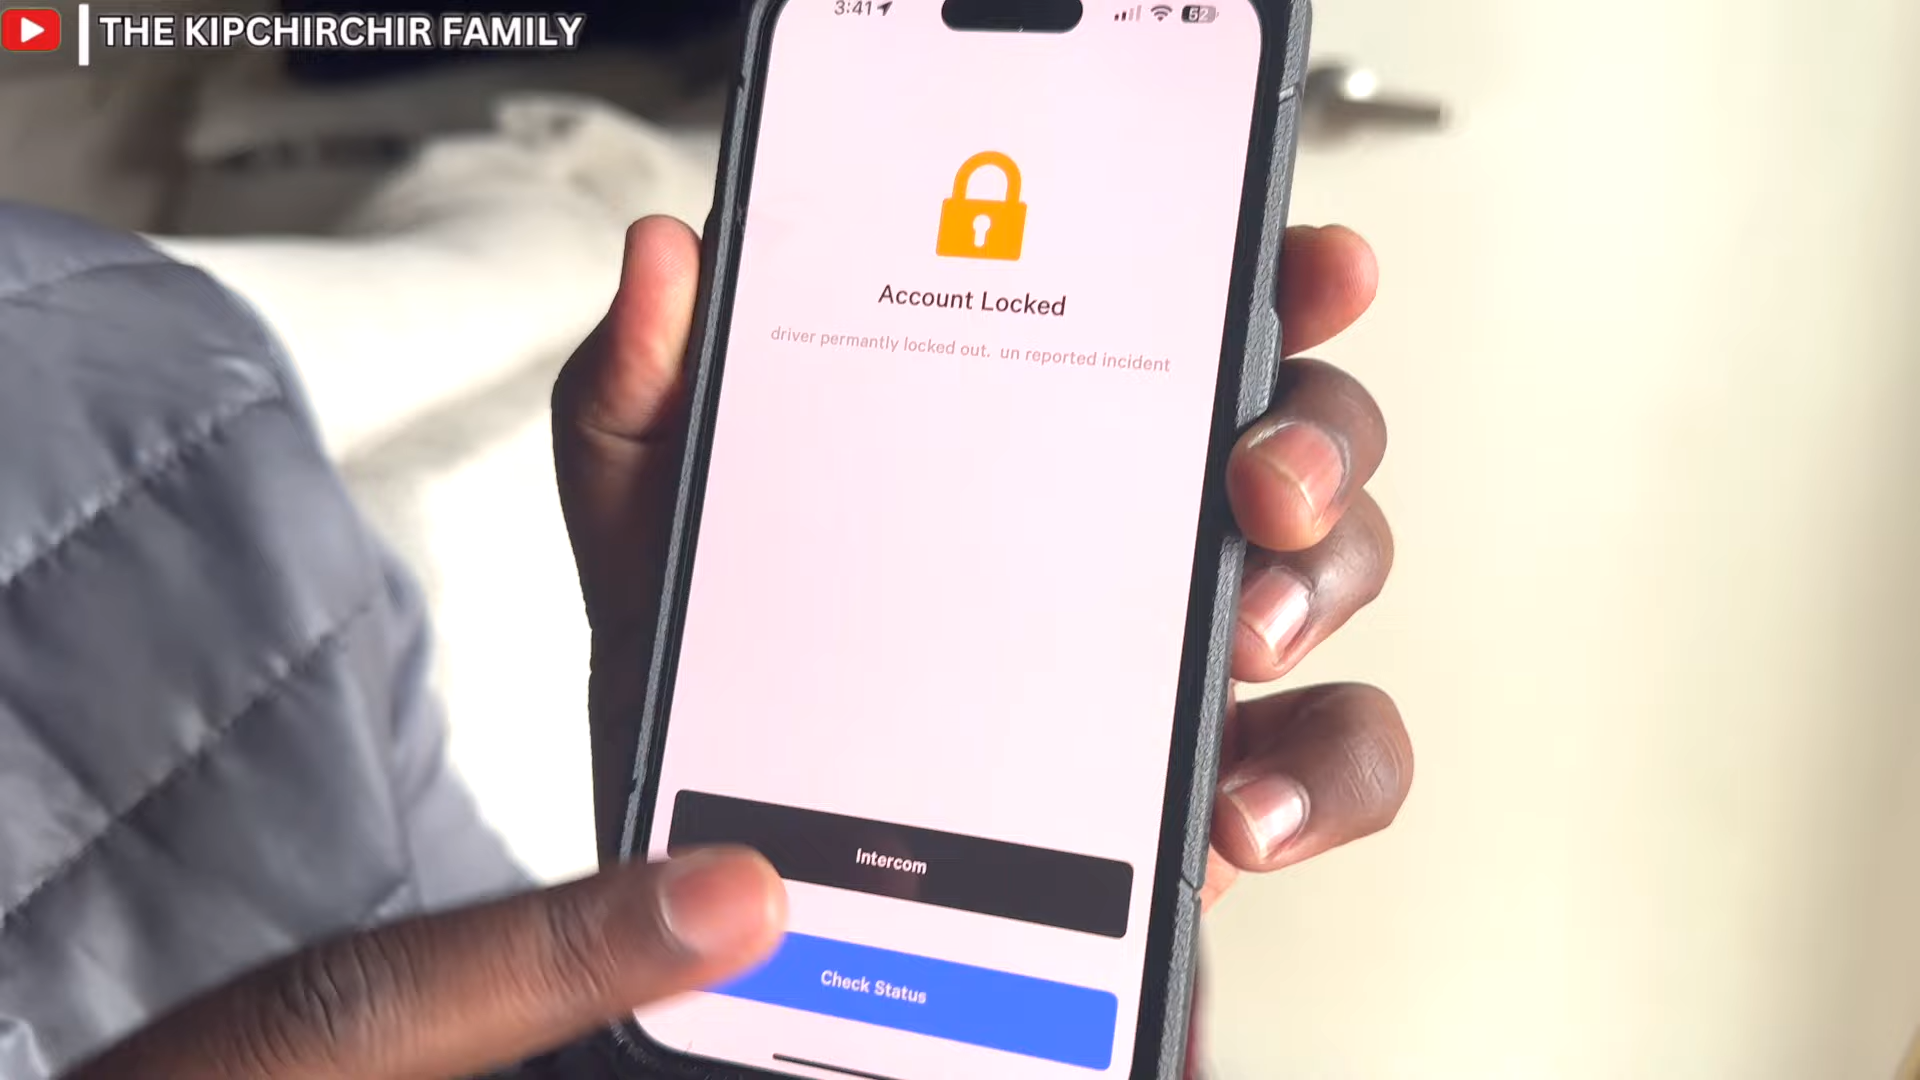 THE KIPCHIRCHIR FAMILY
3:41
52
Account Locked
driver permantly locked out. un reported incident
Intercom
Check Status